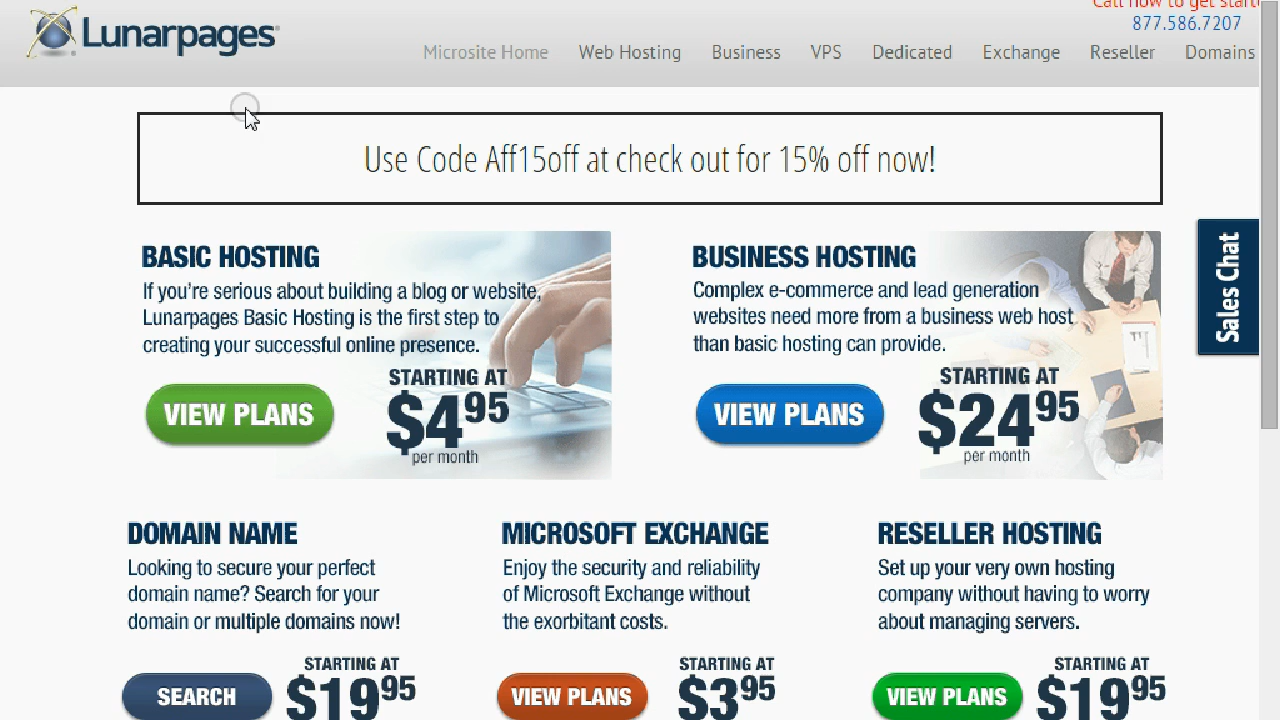 Call now to get start
877.586.7207
Lunarpages
Microsite Home Web Hosting Business VPS Dedicated Exchange Reseller Domains
Use Code Aff15off at check out for 15% off now!
BASIC HOSTING
If you're serious about building a blog or website,
Lunarpages Basic Hosting is the first step to
creating your successful online presence.
VIEW PLANS
STARTING AT
$4.95
per month
BUSINESS HOSTING
Complex e-commerce and lead generation
websites need more from a business web host
than basic hosting can provide.
VIEW PLANS
STARTING AT
$24.95
per month
Sales Chat
DOMAIN NAME
Looking to secure your perfect
domain name? Search for your
domain or multiple domains now!
SEARCH
STARTING AT
$19.95
MICROSOFT EXCHANGE
Enjoy the security and reliability
of Microsoft Exchange without
the exorbitant costs.
VIEW PLANS
STARTING AT
$3.95
RESELLER HOSTING
Set up your very own hosting
company without having to worry
about managing servers.
VIEW PLANS
STARTING AT
$19.95